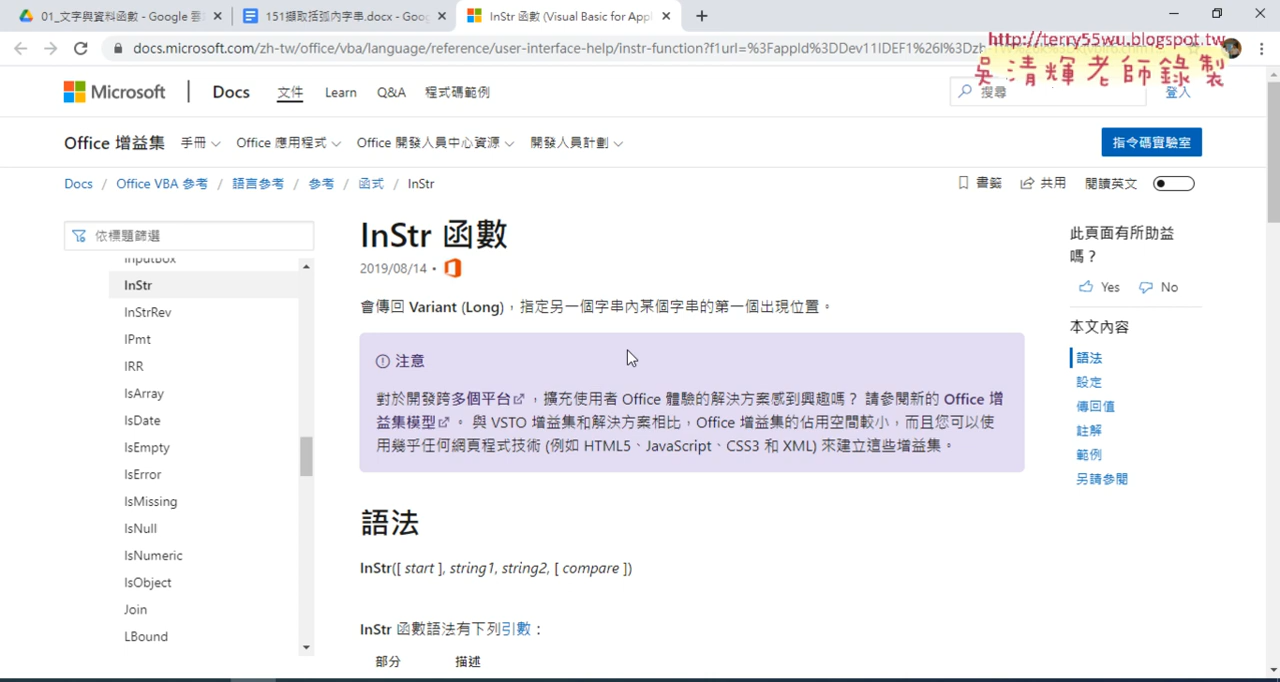 01_文字與資料函數 - Google 雲
151擷取括弧內字串.docx - Goo
InStr 函數 (Visual Basic for Appl
docs.microsoft.com/zh-tw/office/vba/language/reference/user-interface-help/instr-function?f1url=%3FappId%3DDev11IDEF1%26l%3Dzh
http://terry55wu.blogspot.tw
吳清輝老師錄製
Microsoft
Docs
文件
Learn
Q&A
程式碼範例
搜尋
登入
Office 增益集
手冊
Office 應用程式
Office 開發人員中心資源
開發人員計劃
指令碼實驗室
Docs / Office VBA 參考 / 語言參考 / 參考 / 函式 / InStr
書籤
共用
閱讀英文
依標題篩選
Inputbox
InStr
InStrRev
IPmt
IRR
IsArray
IsDate
IsEmpty
IsError
IsMissing
IsNull
IsNumeric
IsObject
Join
LBound
InStr 函數
2019/08/14 •
會傳回 Variant (Long)，指定另一個字串內某個字串的第一個出現位置。
注意
對於開發跨多個平台，擴充使用者 Office 體驗的解決方案感到興趣嗎？ 請參閱新的 Office 增
益集模型。 與 VSTO 增益集和解決方案相比，Office 增益集的佔用空間較小，而且您可以使
用幾乎任何網頁程式技術 (例如 HTML5、JavaScript、CSS3 和 XML) 來建立這些增益集。
語法
InStr([ start ], string1, string2, [ compare ])
InStr 函數語法有下列引數：
部分
描述
此頁面有所助益
嗎？
Yes
No
本文內容
語法
設定
傳回值
註解
範例
另請參閱